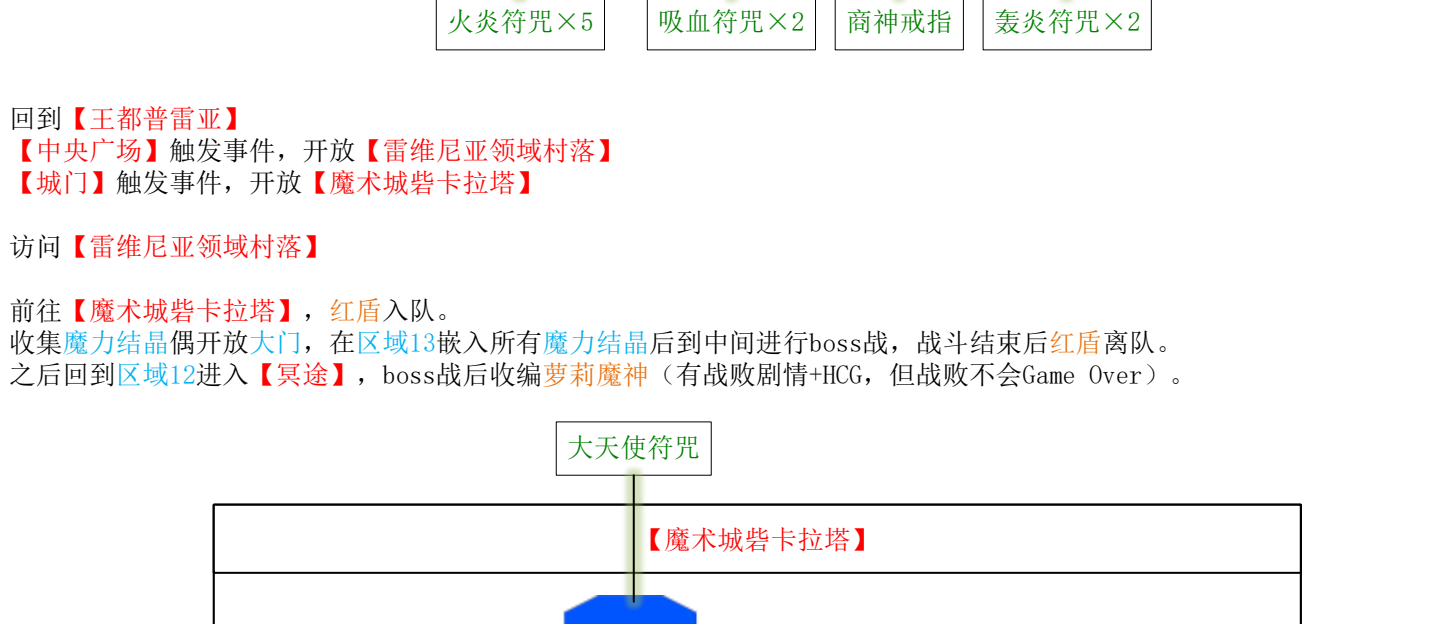 火炎符咒×5 吸血符咒×2 商神戒指 轰炎符咒×2
回到【王都普雷亚】
【中央广场】触发事件，开放【雷维尼亚领域村落】
【城门】触发事件，开放【魔术城砦卡拉塔】
访问【雷维尼亚领域村落】
前往【魔术城砦卡拉塔】，红盾入队。
收集魔力结晶偶开放大门，在区域13嵌入所有魔力结晶后到中间进行boss战，战斗结束后红盾离队。
之后回到区域12进入【冥途】，boss战后收编萝莉魔神（有战败剧情+HCG，但战败不会Game Over）。
大天使符咒
【魔术城砦卡拉塔】